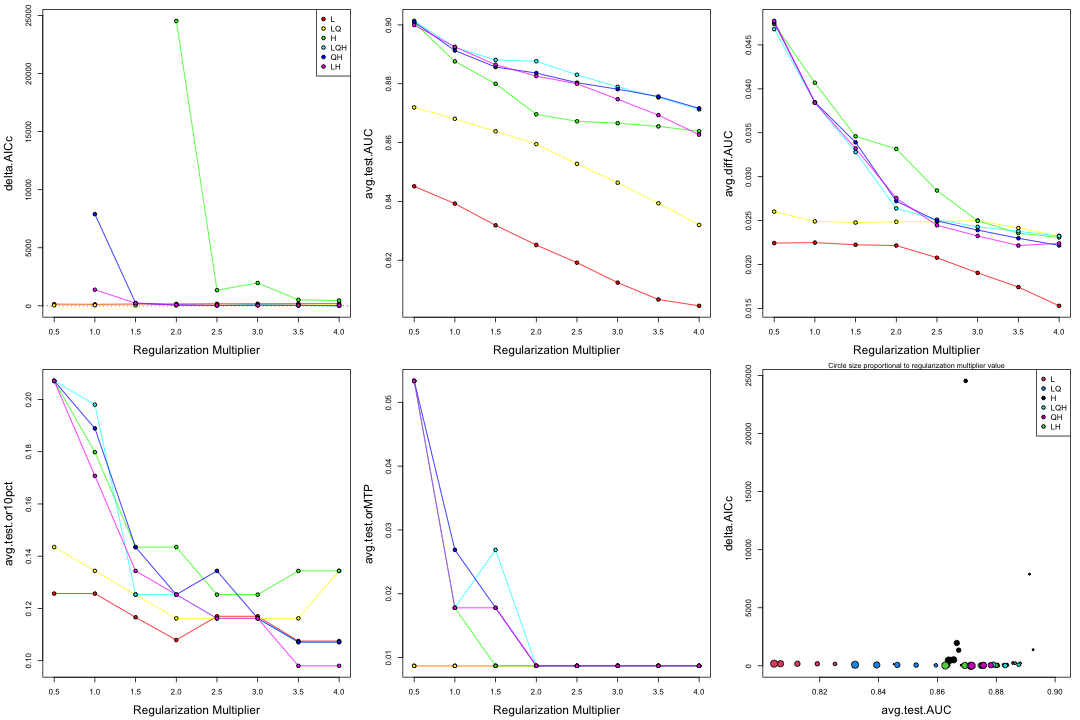 delta.AICc
0
5000
10000
15000
20000
25000
0.5 1.0 1.5 2.0 2.5 3.0 3.5 4.0
Regularization Multiplier
L
LQ
H
LQH
QH
LH
avg.test.AUC
0.82 0.84 0.86 0.88 0.90
0.5 1.0 1.5 2.0 2.5 3.0 3.5 4.0
Regularization Multiplier
avg.diff.AUC
0.015 0.020 0.025 0.030 0.035 0.040 0.045
0.5 1.0 1.5 2.0 2.5 3.0 3.5 4.0
Regularization Multiplier
avg.test.or10pct
0.10 0.12 0.14 0.16 0.18 0.20
0.5 1.0 1.5 2.0 2.5 3.0 3.5 4.0
Regularization Multiplier
avg.test.orMTP
0.01 0.02 0.03 0.04 0.05
0.5 1.0 1.5 2.0 2.5 3.0 3.5 4.0
Regularization Multiplier
Circle size proportional to regularization multiplier value
delta.AICc
0 5000 10000 15000 20000 25000
L
LQ
H
LQH
QH
LH
0.82 0.84 0.86 0.88 0.90
avg.test.AUC